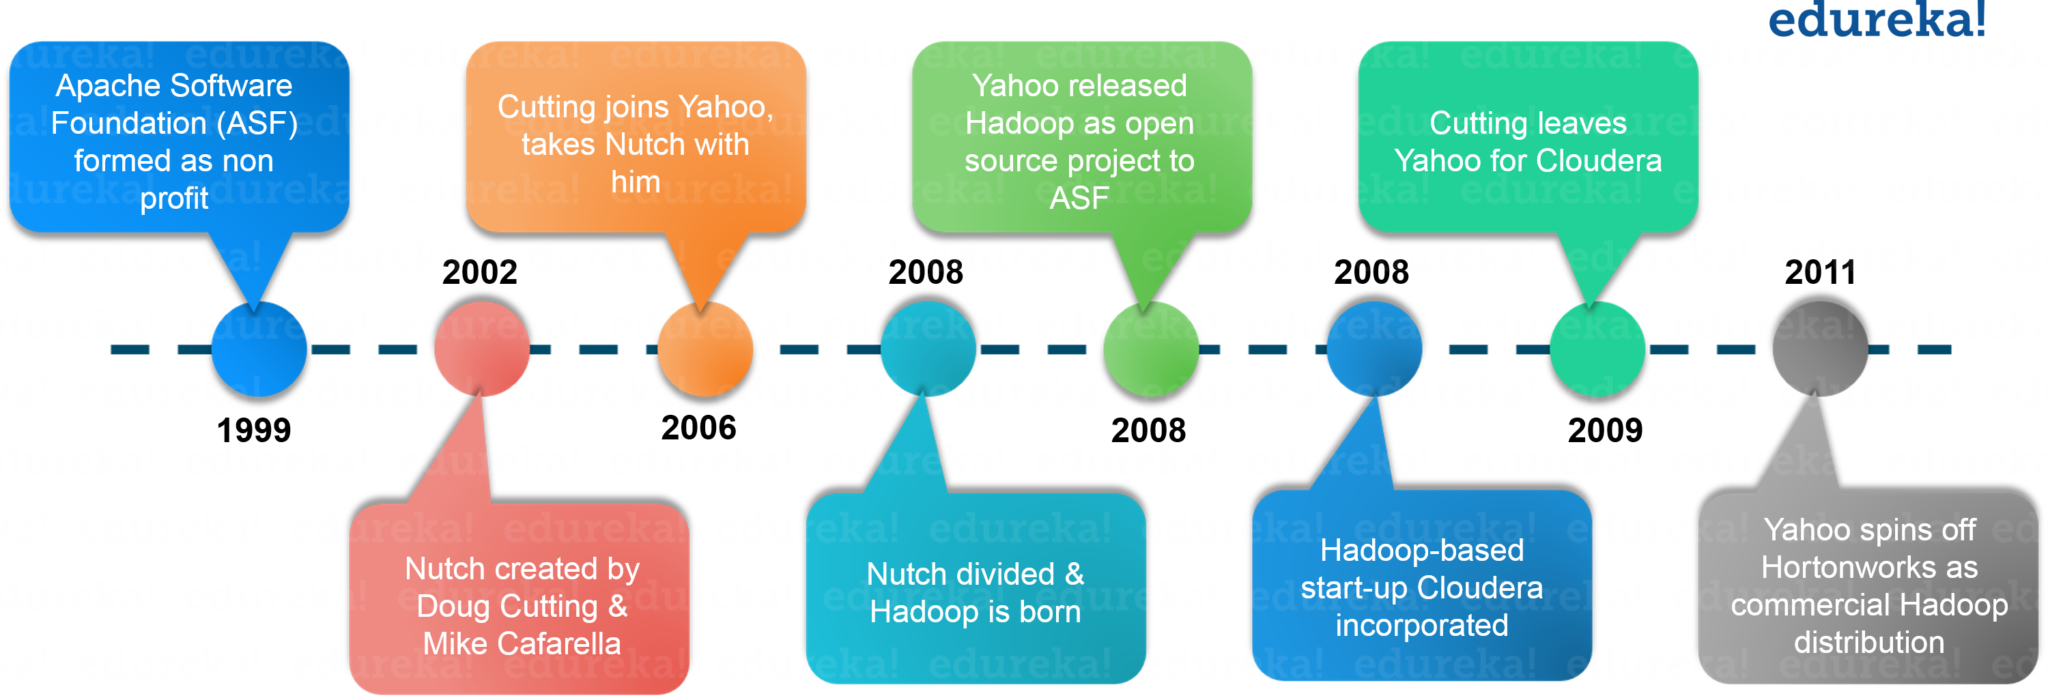 edureka!
Apache Software
Foundation (ASF)
formed as non
profit
1999
2002
Nutch created by
Doug Cutting &
Mike Cafarella
Cutting joins Yahoo,
takes Nutch with
him
2006
2008
Nutch divided &
Hadoop is born
Yahoo released
Hadoop as open
source project to
ASF
2008
2008
Hadoop-based
start-up Cloudera
incorporated
Cutting leaves
Yahoo for Cloudera
2009
2011
Yahoo spins off
Hortonworks as
commercial Hadoop
distribution